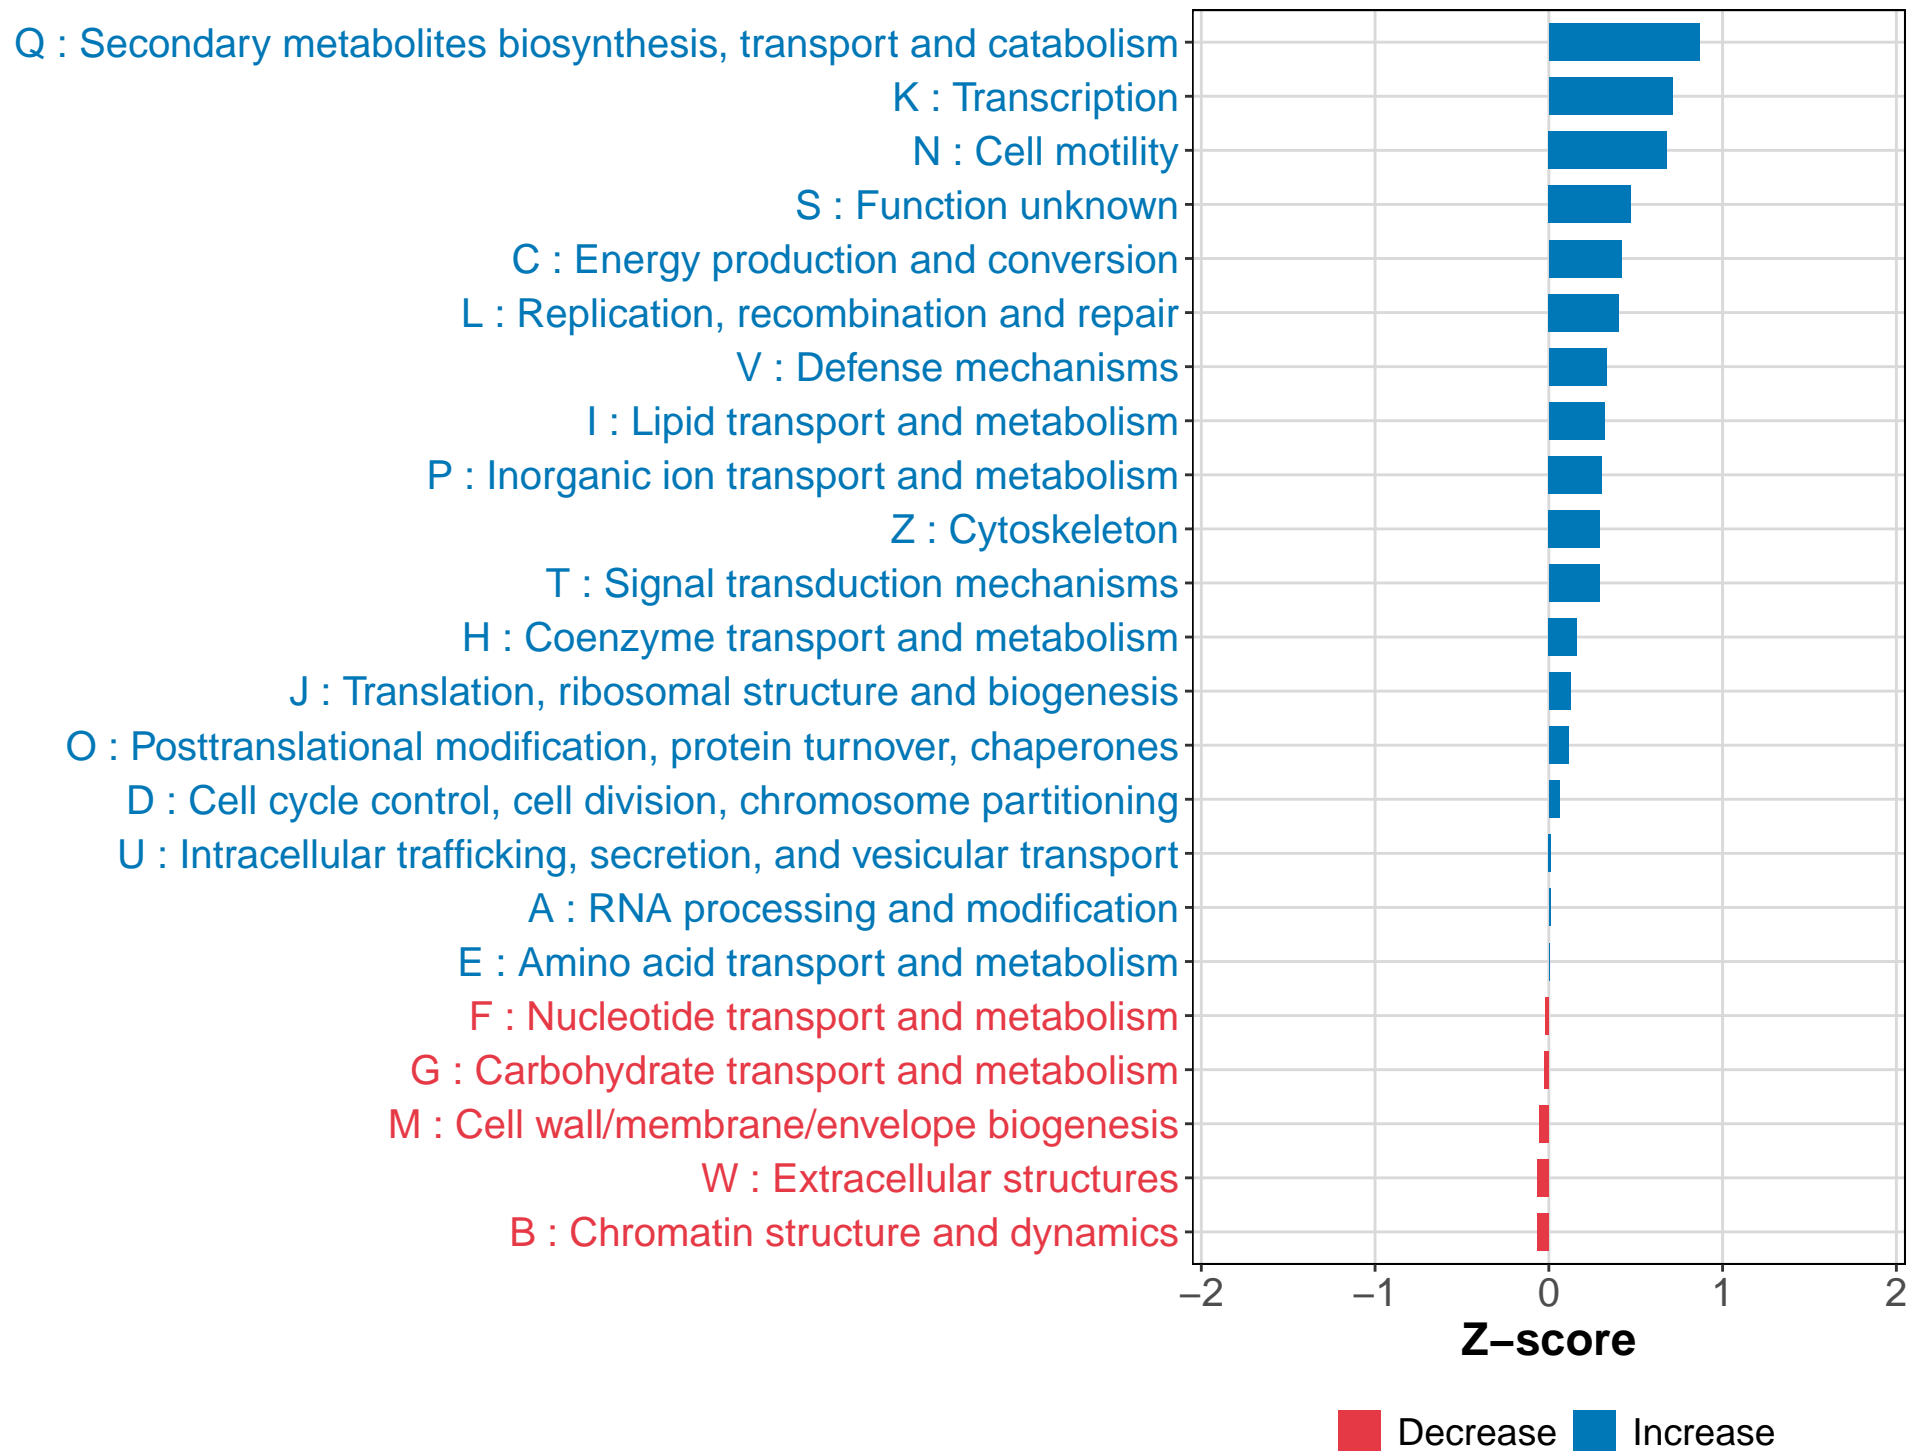 Q : Secondary metabolites biosynthesis, transport and catabolism
K : Transcription
N : Cell motility
S : Function unknown
C : Energy production and conversion
L : Replication, recombination and repair
V : Defense mechanisms
I : Lipid transport and metabolism
P : Inorganic ion transport and metabolism
Z : Cytoskeleton
T : Signal transduction mechanisms
H : Coenzyme transport and metabolism
J : Translation, ribosomal structure and biogenesis
O : Posttranslational modification, protein turnover, chaperones
D : Cell cycle control, cell division, chromosome partitioning
U : Intracellular trafficking, secretion, and vesicular transport
A : RNA processing and modification
E : Amino acid transport and metabolism
F : Nucleotide transport and metabolism
G : Carbohydrate transport and metabolism
M : Cell wall/membrane/envelope biogenesis
W : Extracellular structures
B : Chromatin structure and dynamics
−2 −1 0 1 2
Z−score
Decrease Increase